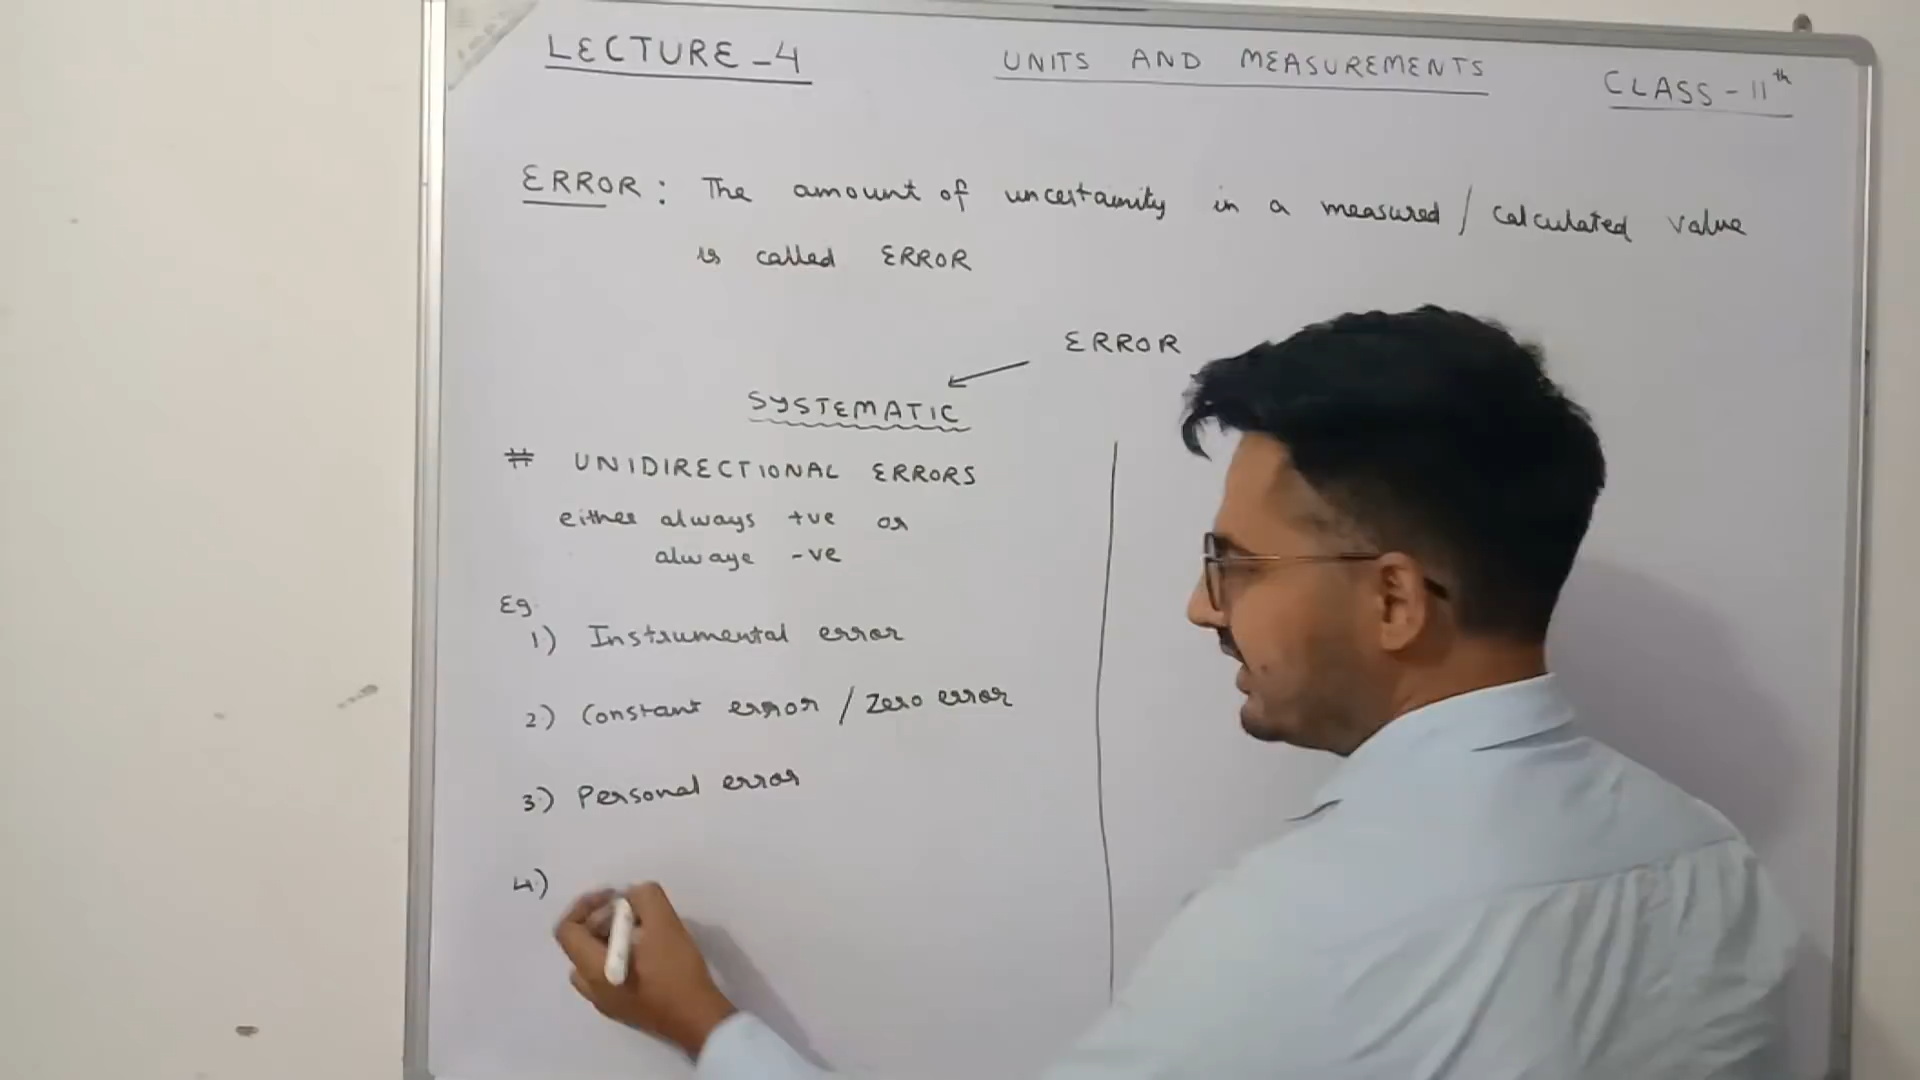 LECTURE-4 UNITS AND MEASUREMENTS CLASS-11th
ERROR: The amount of uncertainity in a measured / calculated value
is called ERROR
ERROR
SYSTEMATIC
# UNIDIRECTIONAL ERRORS
either always +ve or
always -ve
Eg.
1) Instrumental error
2) Constant error / Zero error
3) Personal error
4)